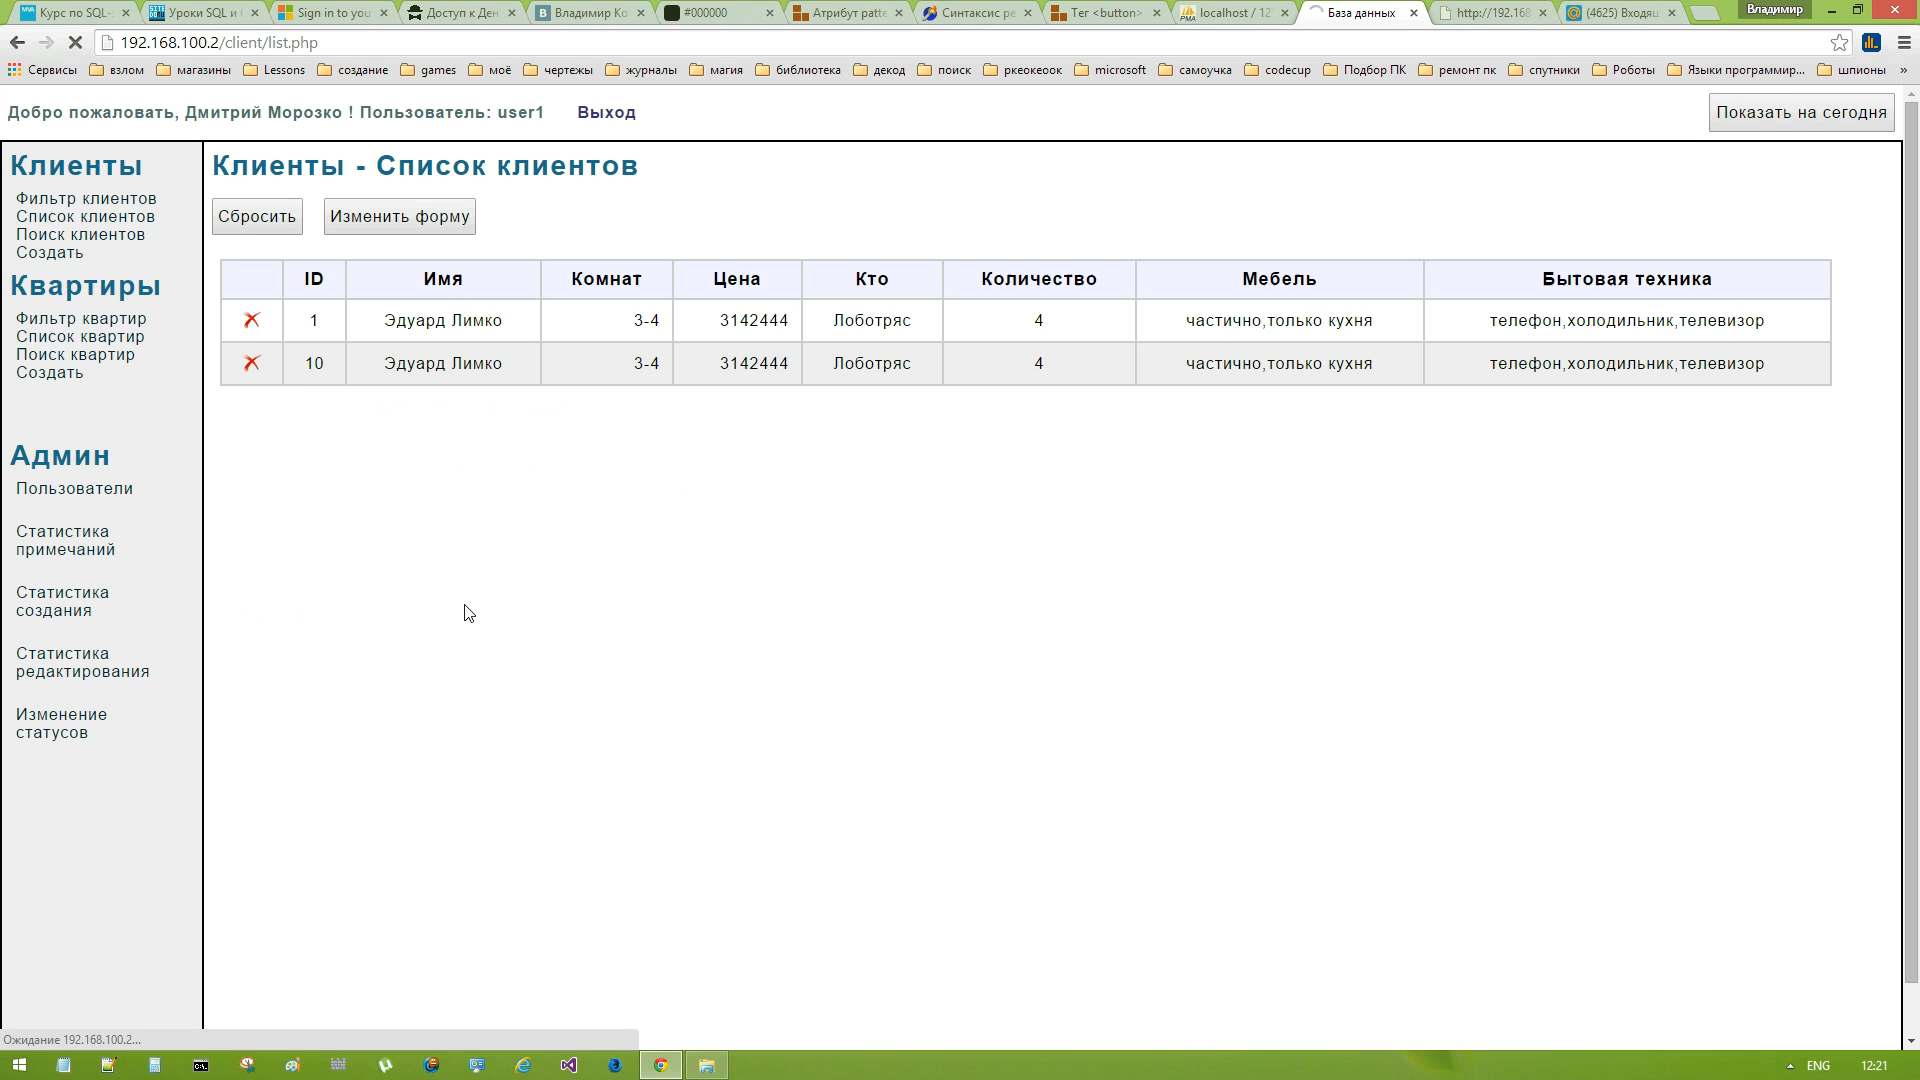 Курс по SQL- Уроки SQL и Sign in to you Доступ к Ден Владимир Ко #000000 Атрибут patte Синтаксис ре Тег <button> localhost / 12 База данных http://192.168 (4625) Входящ Владимир
192.168.100.2/client/list.php
Сервисы взлом магазины Lessons создание games моё чертежы журналы магия библиотека декод поиск ркеокеоок microsoft самоучка codecup Подбор ПК ремонт пк спутники Роботы Языки программир... шпионы »
Добро пожаловать, Дмитрий Морозко ! Пользователь: user1 Выход Показать на сегодня
Клиенты
Фильтр клиентов
Список клиентов
Поиск клиентов
Создать
Квартиры
Фильтр квартир
Список квартир
Поиск квартир
Создать
Админ
Пользователи
Статистика
примечаний
Статистика
создания
Статистика
редактирования
Изменение
статусов
Клиенты - Список клиентов
Сбросить Изменить форму
ID Имя Комнат Цена Кто Количество Мебель Бытовая техника
1 Эдуард Лимко 3-4 3142444 Лоботряс 4 частично,только кухня телефон,холодильник,телевизор
10 Эдуард Лимко 3-4 3142444 Лоботряс 4 частично,только кухня телефон,холодильник,телевизор
Ожидание 192.168.100.2...
ENG 12:21